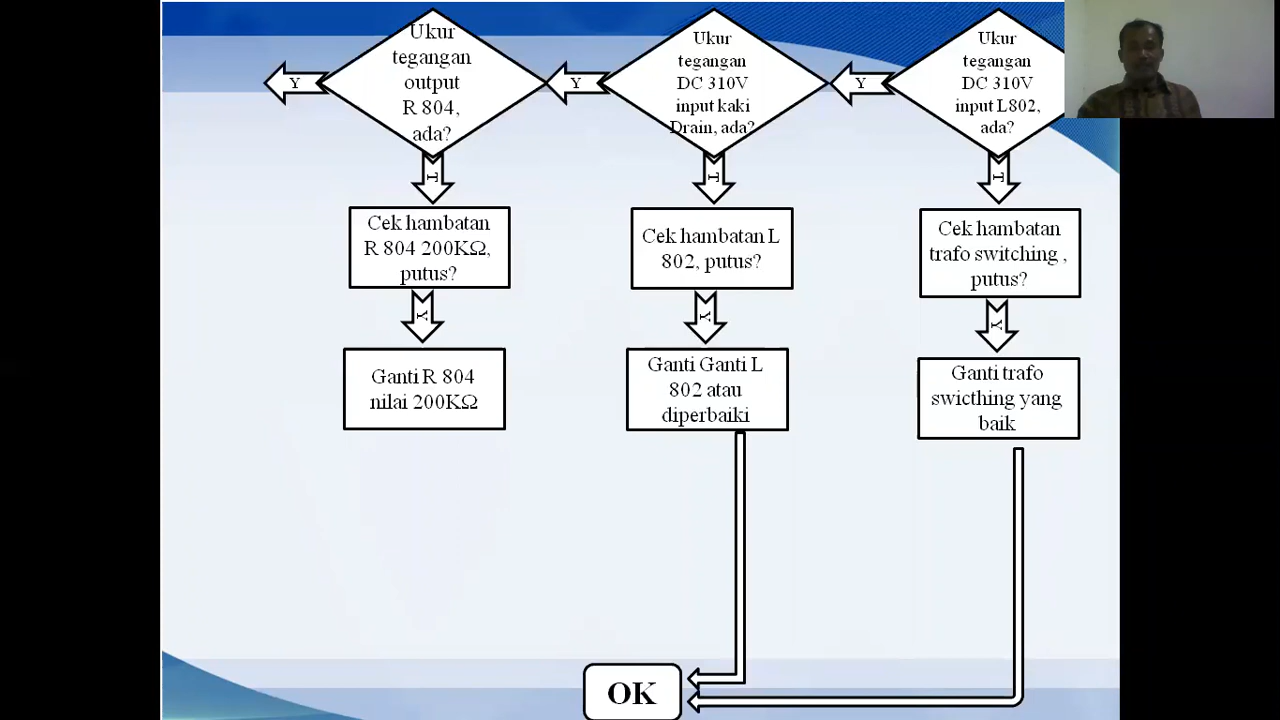 Ukur
tegangan
output
R 804,
ada?
Y
T
Cek hambatan
R 804 200KΩ,
putus?
Y
Ganti R 804
nilai 200KΩ
Ukur
tegangan
DC 310V
input kaki
Drain, ada?
Y
T
Cek hambatan L
802, putus?
Y
Ganti Ganti L
802 atau
diperbaiki
Ukur
tegangan
DC 310V
input L802,
ada?
Y
T
Cek hambatan
trafo switching ,
putus?
Y
Ganti trafo
swicthing yang
baik
OK